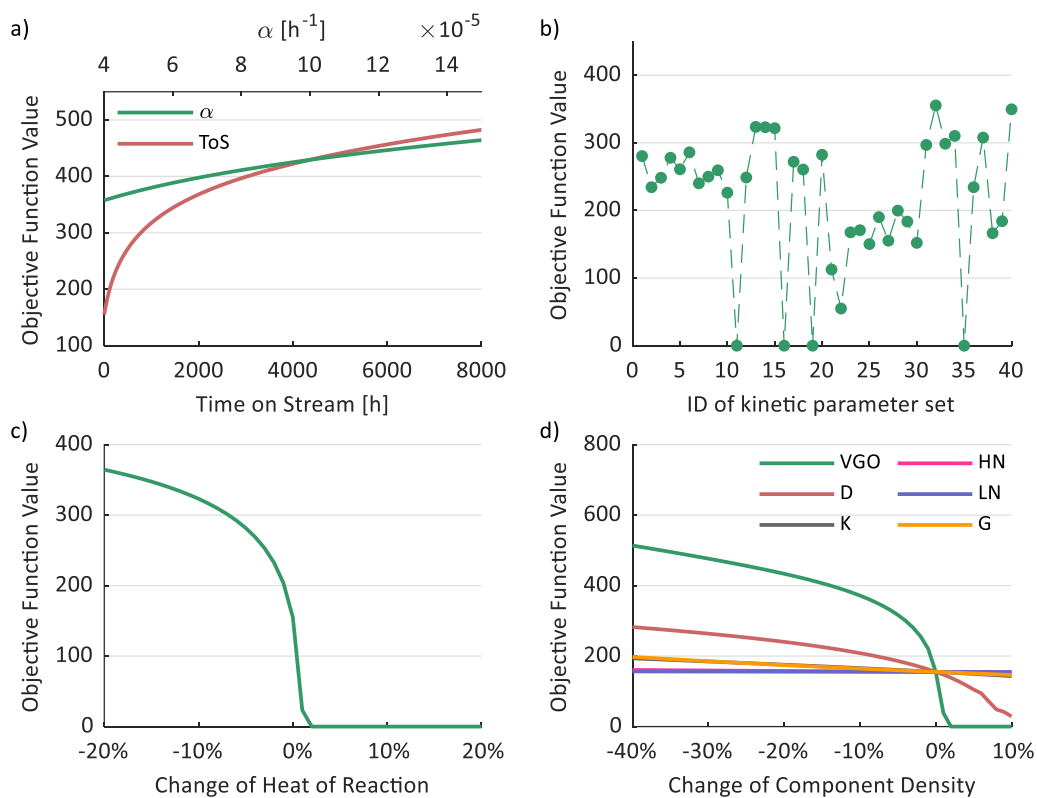 a)
α [h⁻¹]
×10⁻⁵
4 6 8 10 12 14
Objective Function Value
500
400
300
200
100
α
ToS
0 2000 4000 6000 8000
Time on Stream [h]
b)
Objective Function Value
400
300
200
100
0
0 5 10 15 20 25 30 35 40
ID of kinetic parameter set
c)
Objective Function Value
400
300
200
100
0
-20% -10% 0% 10% 20%
Change of Heat of Reaction
d)
Objective Function Value
800
600
400
200
0
VGO HN
D LN
K G
-40% -30% -20% -10% 0% 10%
Change of Component Density